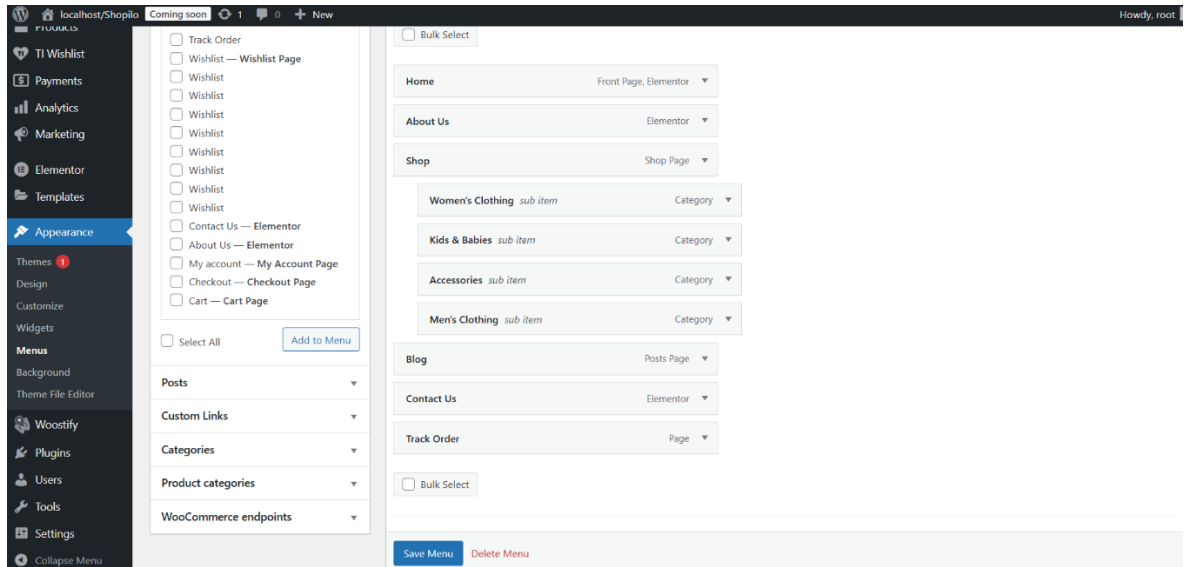 localhost/Shopilo Coming soon 1 0 + New Howdy, root
Products
TI Wishlist
Payments
Analytics
Marketing
Elementor
Templates
Appearance
Themes 1
Design
Customize
Widgets
Menus
Background
Theme File Editor
Woostify
Plugins
Users
Tools
Settings
Collapse Menu
Track Order
Wishlist — Wishlist Page
Wishlist
Wishlist
Wishlist
Wishlist
Wishlist
Wishlist
Wishlist
Wishlist
Contact Us — Elementor
About Us — Elementor
My account — My Account Page
Checkout — Checkout Page
Cart — Cart Page
Select All Add to Menu
Posts
Custom Links
Categories
Product categories
WooCommerce endpoints
Bulk Select
Home Front Page, Elementor
About Us Elementor
Shop Shop Page
Women's Clothing sub item Category
Kids & Babies sub item Category
Accessories sub item Category
Men's Clothing sub item Category
Blog Posts Page
Contact Us Elementor
Track Order Page
Bulk Select
Save Menu Delete Menu